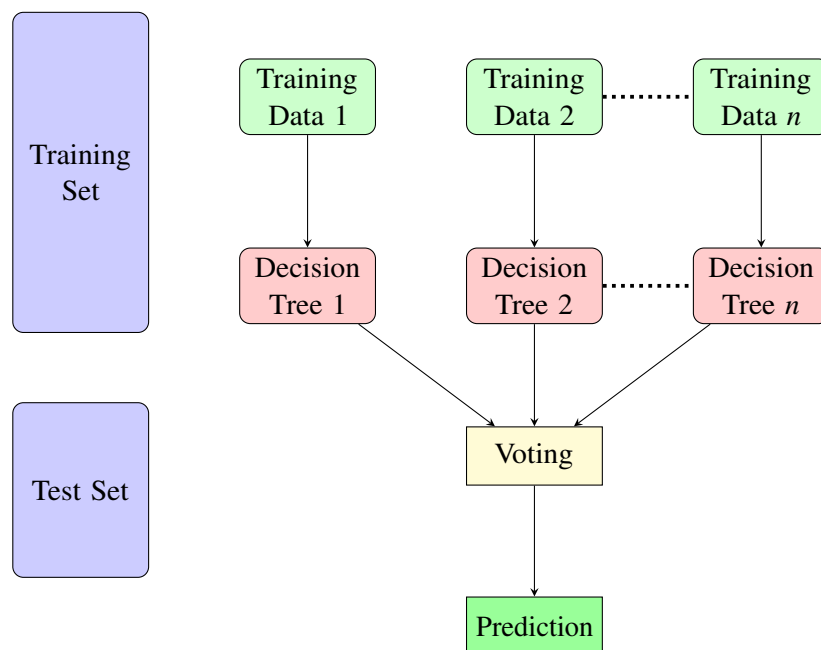 Training
Set
Training
Data 1
Training
Data 2
Training
Data n
Decision
Tree 1
Decision
Tree 2
Decision
Tree n
Test Set
Voting
Prediction